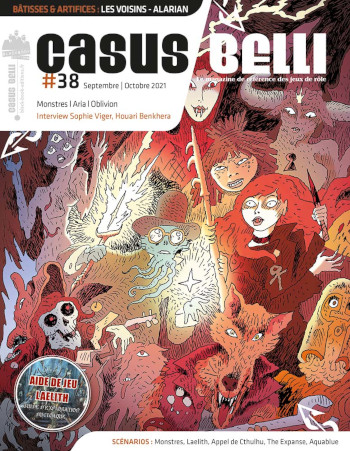 BÂTISSES & ARTIFICES : LES VOISINS - ALARIAN
CASUS BELLI
Le magazine de référence des jeux de rôle
#38 Septembre | Octobre 2021
Monstres | Aria | Oblivion
Interview Sophie Viger, Houari Benkhera
CASUS BELLI
AIDE DE JEU
LAELITH
SCÉNARIOS : Monstres, Laelith, Appel de Cthulhu, The Expanse, Aquablue